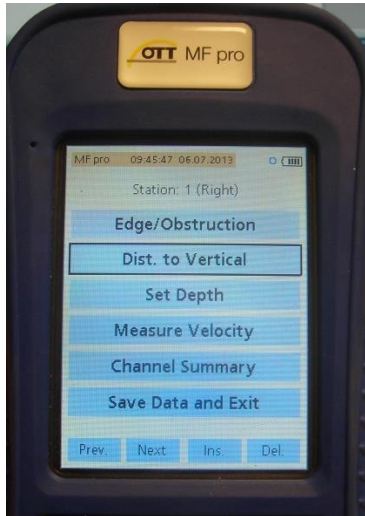 OTT MF pro
MF pro 09:45:47 06.07.2013
Station: 1 (Right)
Edge/Obstruction
Dist. to Vertical
Set Depth
Measure Velocity
Channel Summary
Save Data and Exit
Prev. Next Ins. Del.